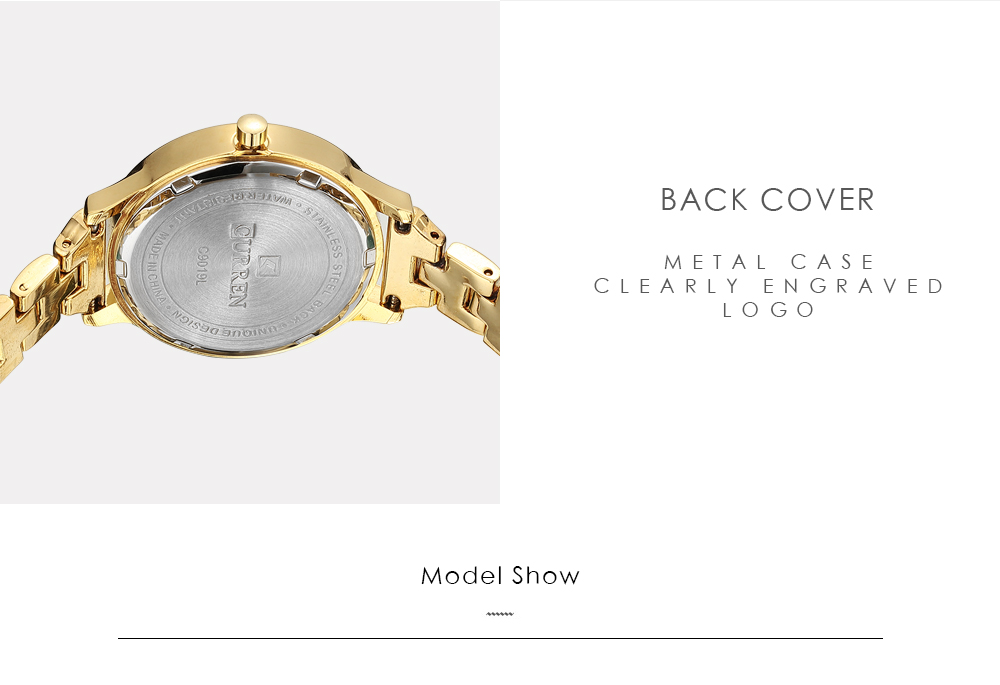 CURREN
C9019L
STAINLESS STEEL BACK • UNIQUE DESIGN •
MADE IN CHINA •
WATER RESISTANT •
BACK COVER
METAL CASE
CLEARLY ENGRAVED
LOGO
Model Show